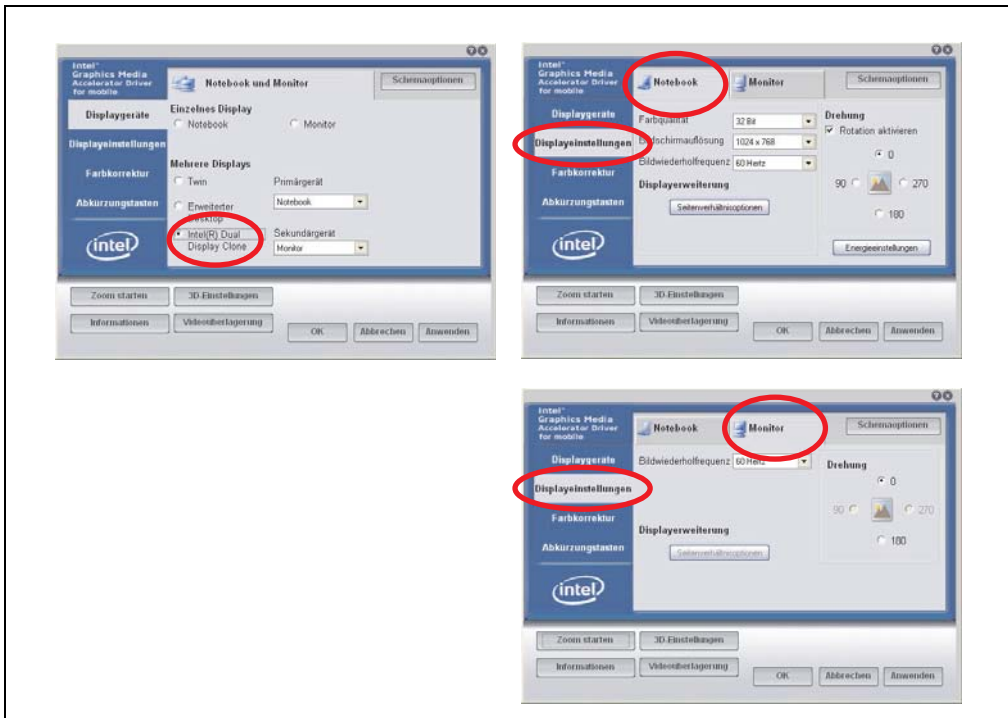 Intel®
Graphics Media
Accelerator Driver
for mobile
Notebook und Monitor
Schemaoptionen
Displaygeräte
Displayeinstellungen
Farbkorrektur
Abkürzungstasten
intel
Einzelnes Display
Notebook
Monitor
Mehrere Displays
Twin
Primärgerät
Erweiterter
Desktop
Notebook
Intel(R) Dual
Display Clone
Sekundärgerät
Monitor
Zoom starten
3D-Einstellungen
Informationen
Videoüberlagerung
OK
Abbrechen
Anwenden
Intel®
Graphics Media
Accelerator Driver
for mobile
Notebook
Monitor
Schemaoptionen
Displaygeräte
Displayeinstellungen
Farbkorrektur
Abkürzungstasten
intel
Farbqualität
32 Bit
Bildschirmauflösung
1024 x 768
Bildwiederholfrequenz
60 Hertz
Displayerweiterung
Seitenverhältnisoptionen
Drehung
Rotation aktivieren
0
90
270
180
Energieeinstellungen
Zoom starten
3D-Einstellungen
Informationen
Videoüberlagerung
OK
Abbrechen
Anwenden
Intel®
Graphics Media
Accelerator Driver
for mobile
Notebook
Monitor
Schemaoptionen
Displaygeräte
Displayeinstellungen
Farbkorrektur
Abkürzungstasten
intel
Bildwiederholfrequenz
60 Hertz
Displayerweiterung
Seitenverhältnisoptionen
Drehung
0
90
270
180
Zoom starten
3D-Einstellungen
Informationen
Videoüberlagerung
OK
Abbrechen
Anwenden